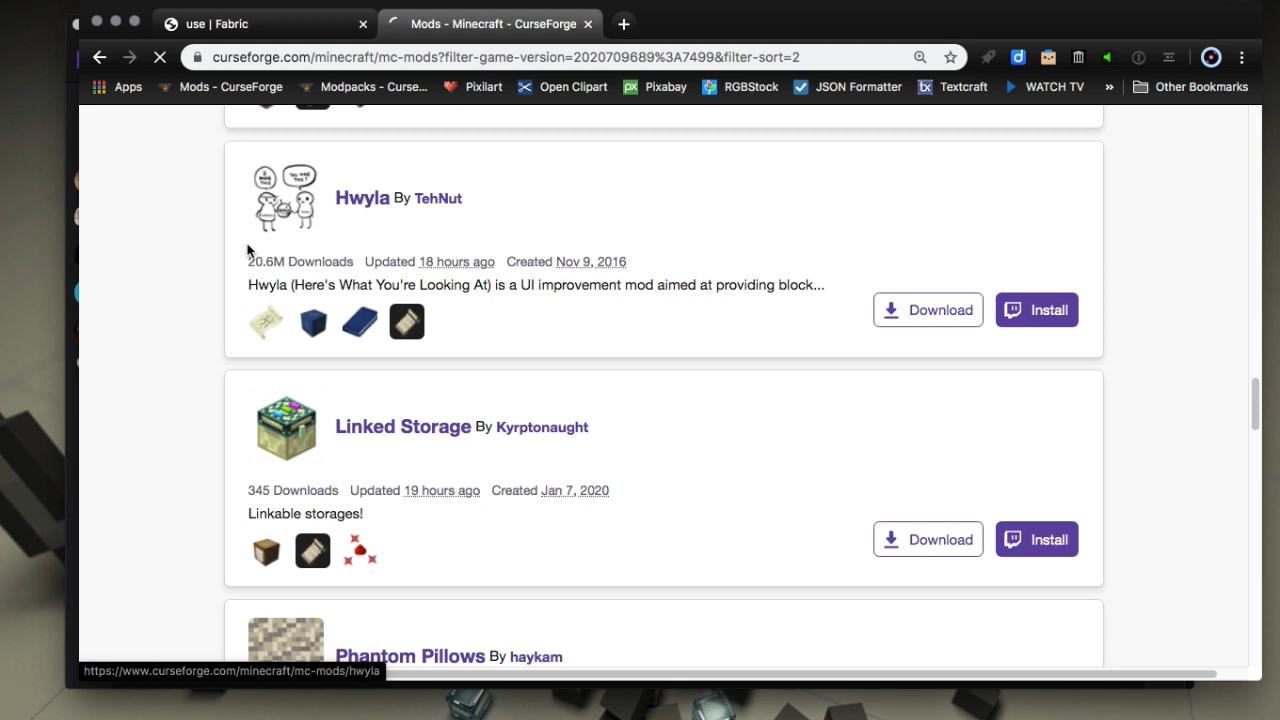 use | Fabric
Mods - Minecraft - CurseForge
curseforge.com/minecraft/mc-mods?filter-game-version=2020709689%3A7499&filter-sort=2
Apps
Mods - CurseForge
Modpacks - Curse...
Pixilart
Open Clipart
px Pixabay
RGBStock
JSON Formatter
tx Textcraft
WATCH TV
»
Other Bookmarks
Hwyla By TehNut
20.6M Downloads Updated 18 hours ago Created Nov 9, 2016
Hwyla (Here's What You're Looking At) is a UI improvement mod aimed at providing block...
Download
Install
Linked Storage By Kyrptonaught
345 Downloads Updated 19 hours ago Created Jan 7, 2020
Linkable storages!
Download
Install
Phantom Pillows By haykam
https://www.curseforge.com/minecraft/mc-mods/hwyla